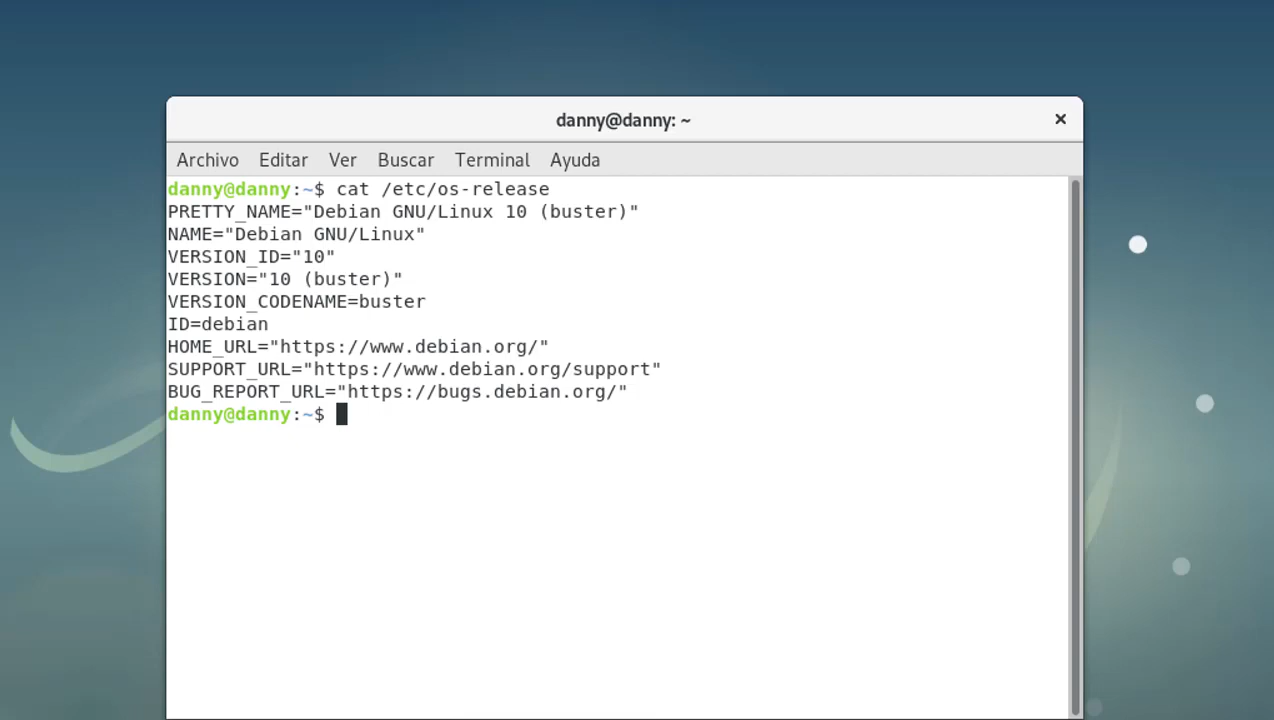 danny@danny: ~ ×
Archivo Editar Ver Buscar Terminal Ayuda
danny@danny:~$ cat /etc/os-release
PRETTY_NAME="Debian GNU/Linux 10 (buster)"
NAME="Debian GNU/Linux"
VERSION_ID="10"
VERSION="10 (buster)"
VERSION_CODENAME=buster
ID=debian
HOME_URL="https://www.debian.org/"
SUPPORT_URL="https://www.debian.org/support"
BUG_REPORT_URL="https://bugs.debian.org/"
danny@danny:~$